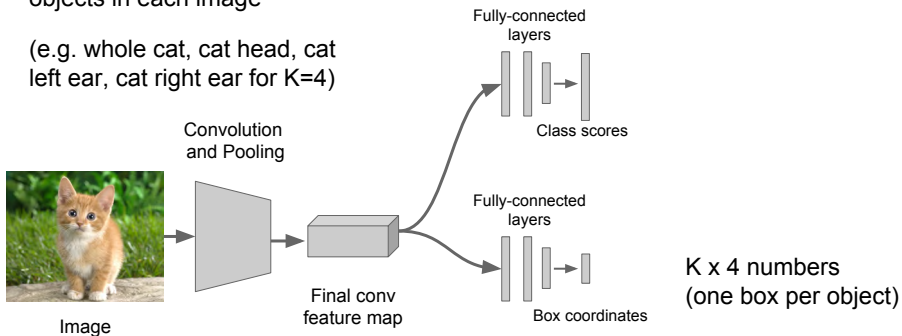 objects in each image
(e.g. whole cat, cat head, cat
left ear, cat right ear for K=4)
Fully-connected
layers
Class scores
Convolution
and Pooling
Fully-connected
layers
Box coordinates
Final conv
feature map
Image
K x 4 numbers
(one box per object)